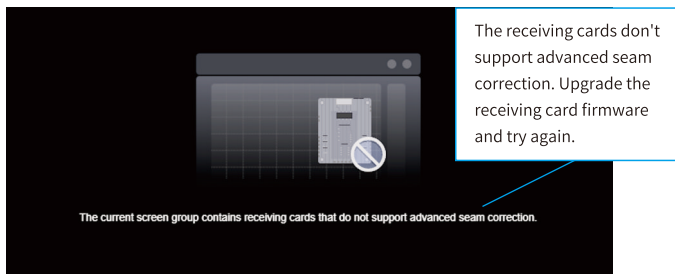 The receiving cards don't
support advanced seam
correction. Upgrade the
receiving card firmware
and try again.
The current screen group contains receiving cards that do not support advanced seam correction.